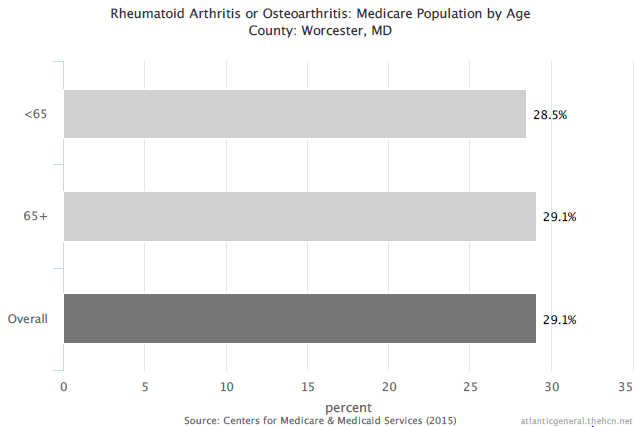 Rheumatoid Arthritis or Osteoarthritis: Medicare Population by Age
County: Worcester, MD
<65
28.5%
65+
29.1%
Overall
29.1%
0 5 10 15 20 25 30 35
percent
Source: Centers for Medicare & Medicaid Services (2015)
atlanticgeneral.thehcn.net